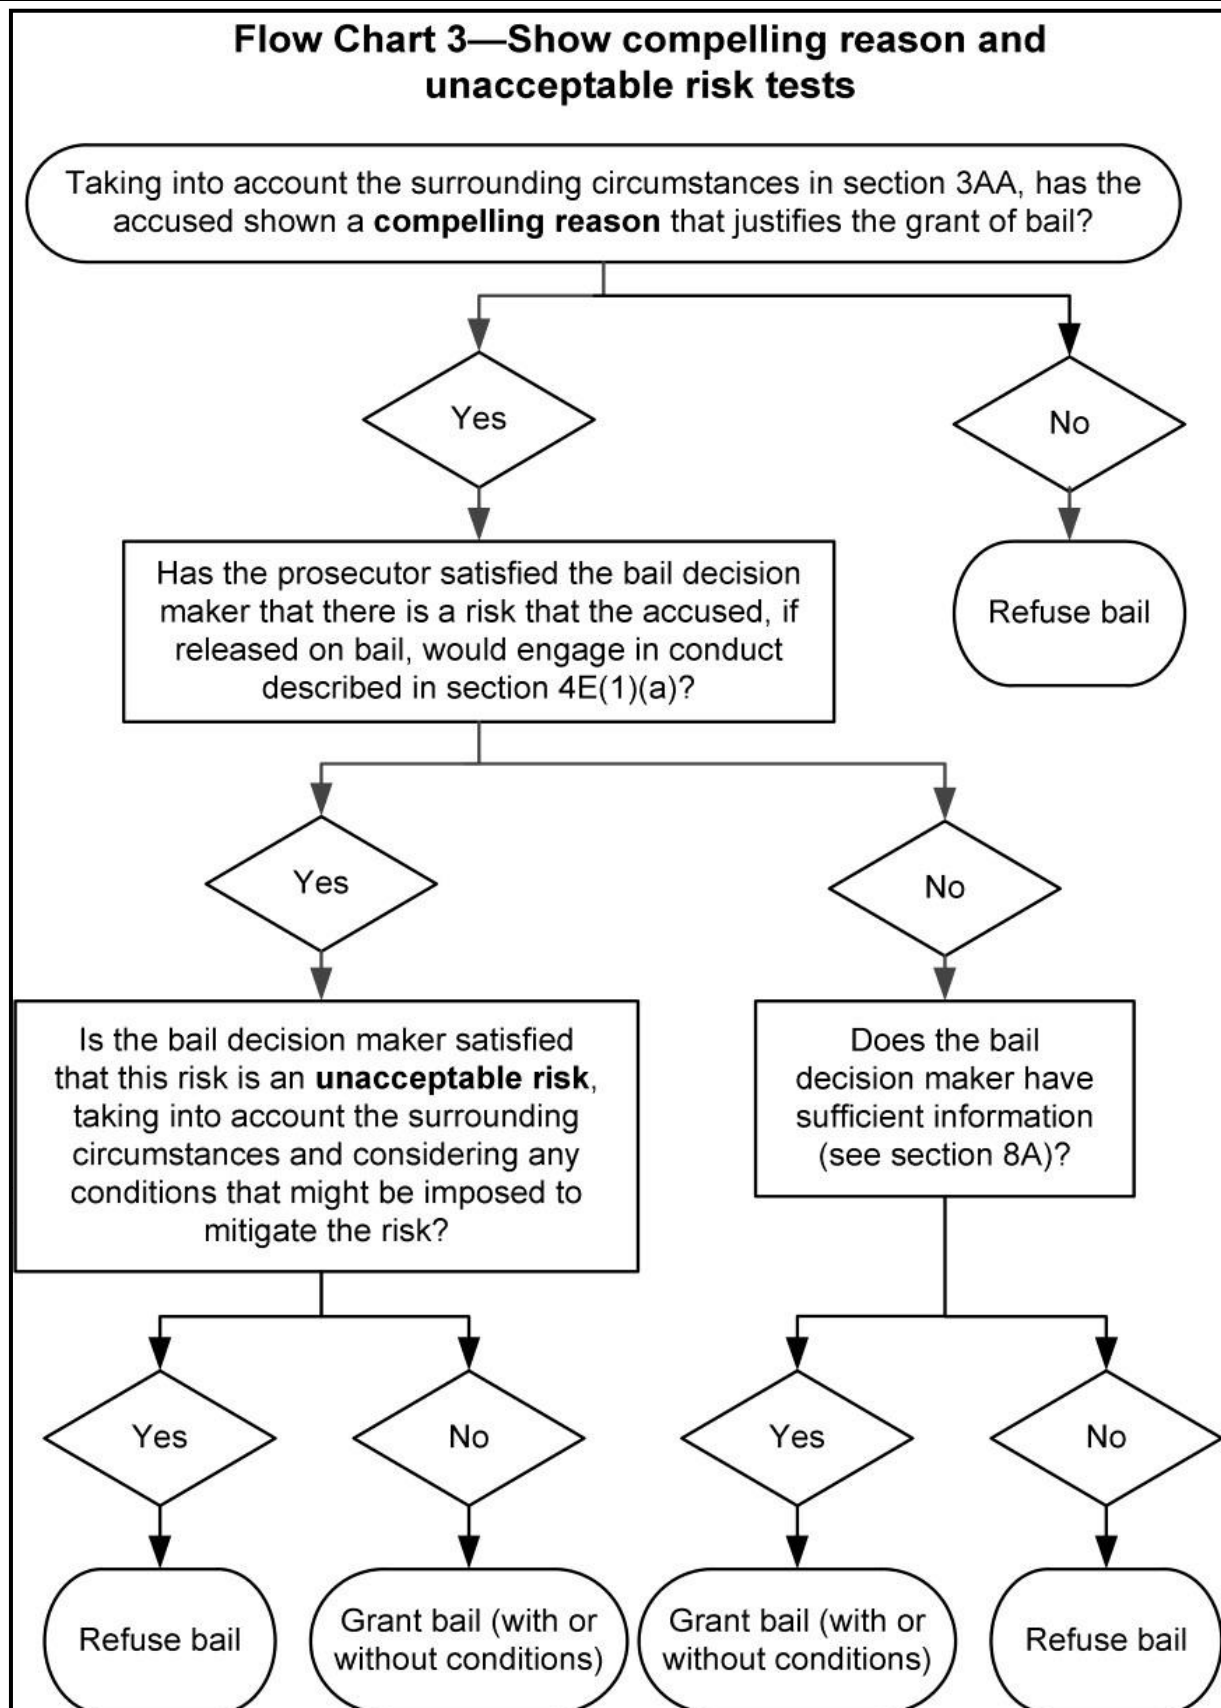 Flow Chart 3—Show compelling reason and
unacceptable risk tests
Taking into account the surrounding circumstances in section 3AA, has the
accused shown a compelling reason that justifies the grant of bail?
Yes
No
Has the prosecutor satisfied the bail decision
maker that there is a risk that the accused, if
released on bail, would engage in conduct
described in section 4E(1)(a)?
Refuse bail
Yes
No
Is the bail decision maker satisfied
that this risk is an unacceptable risk,
taking into account the surrounding
circumstances and considering any
conditions that might be imposed to
mitigate the risk?
Does the bail
decision maker have
sufficient information
(see section 8A)?
Yes
No
Yes
No
Refuse bail
Grant bail (with or
without conditions)
Grant bail (with or
without conditions)
Refuse bail